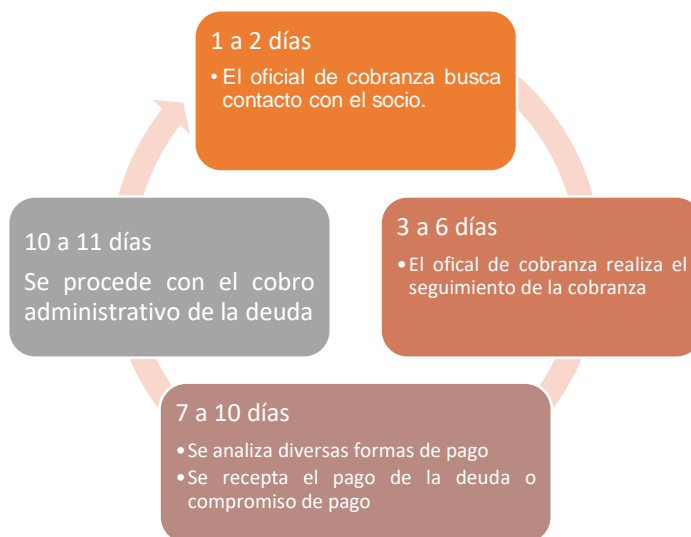 1 a 2 días
• El oficial de cobranza busca
contacto con el socio.
3 a 6 días
•El ofical de cobranza realiza el
seguimiento de la cobranza
7 a 10 días
•Se analiza diversas formas de pago
•Se recepta el pago de la deuda o
compromiso de pago
10 a 11 días
Se procede con el cobro
administrativo de la deuda